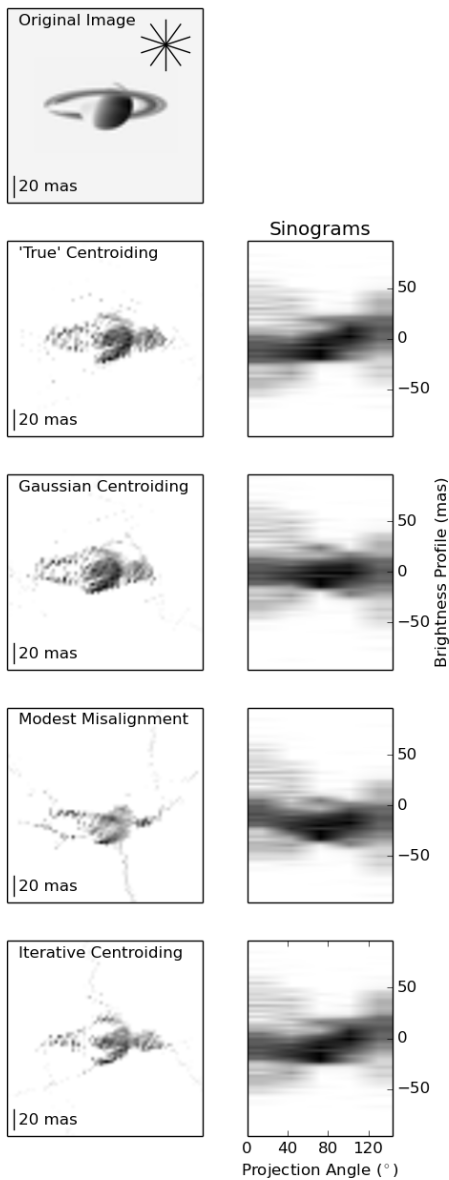 Original Image
20 mas
Sinograms
'True' Centroiding
20 mas
50
0
−50
Gaussian Centroiding
20 mas
50
0
−50
Brightness Profile (mas)
Modest Misalignment
20 mas
50
0
−50
Iterative Centroiding
20 mas
50
0
−50
0 40 80 120
Projection Angle (°)